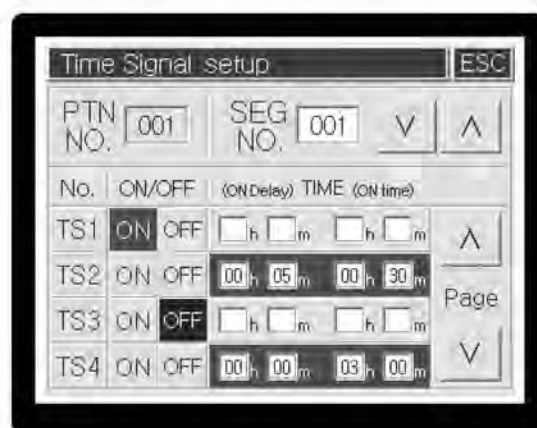 Time Signal setup ESC
PTN NO. 001 SEG NO. 001 V Λ
No. ON/OFF (ON Delay) TIME (ON time)
TS1 ON OFF h m h m Λ
TS2 ON OFF 00 h 05 m 00 h 30 m
Page
TS3 ON OFF h m h m
TS4 ON OFF 00 h 00 m 03 h 00 m V